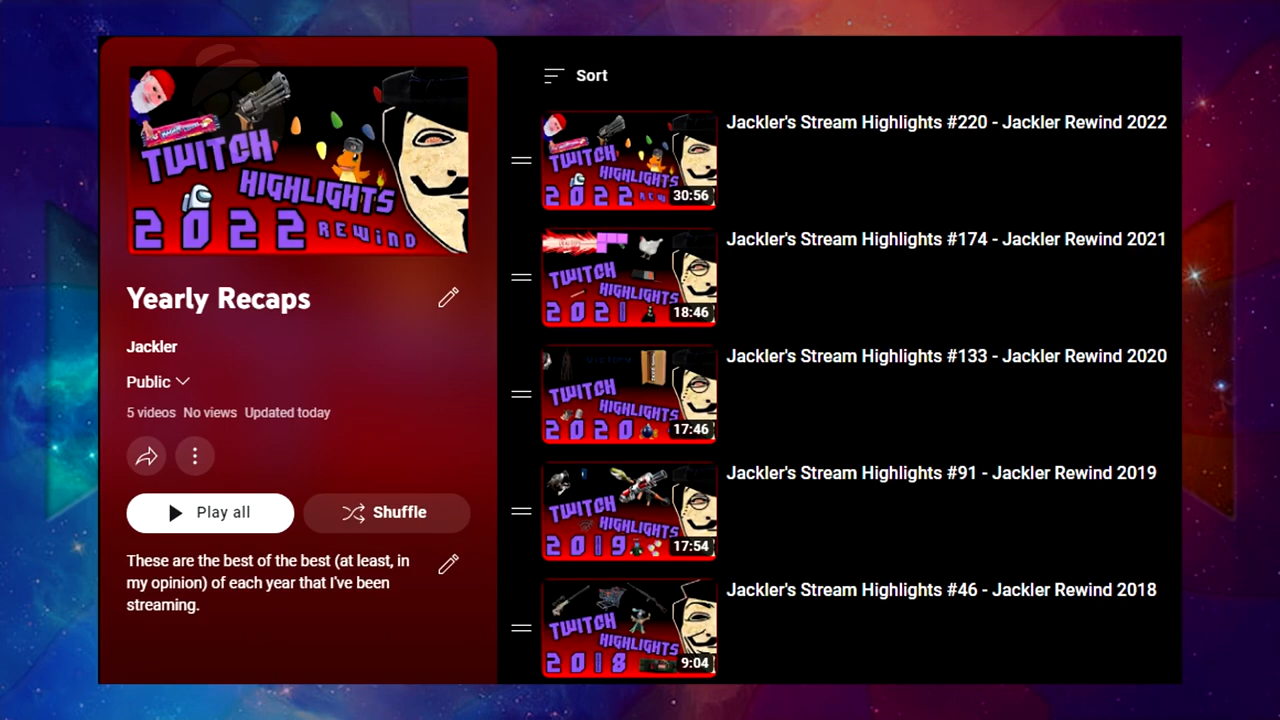 TWITCH
HIGHLIGHTS
2022 REWIND
Yearly Recaps
Jackler
Public
5 videos No views Updated today
Play all
Shuffle
These are the best of the best (at least, in
my opinion) of each year that I've been
streaming.
Sort
TWITCH
HIGHLIGHTS
2022 REW
30:56
Jackler's Stream Highlights #220 - Jackler Rewind 2022
TWITCH
HIGHLIGHTS
2021
18:46
Jackler's Stream Highlights #174 - Jackler Rewind 2021
TWITCH
HIGHLIGHTS
2020
17:46
Jackler's Stream Highlights #133 - Jackler Rewind 2020
TWITCH
HIGHLIGHTS
2019
17:54
Jackler's Stream Highlights #91 - Jackler Rewind 2019
TWITCH
HIGHLIGHTS
2018
9:04
Jackler's Stream Highlights #46 - Jackler Rewind 2018